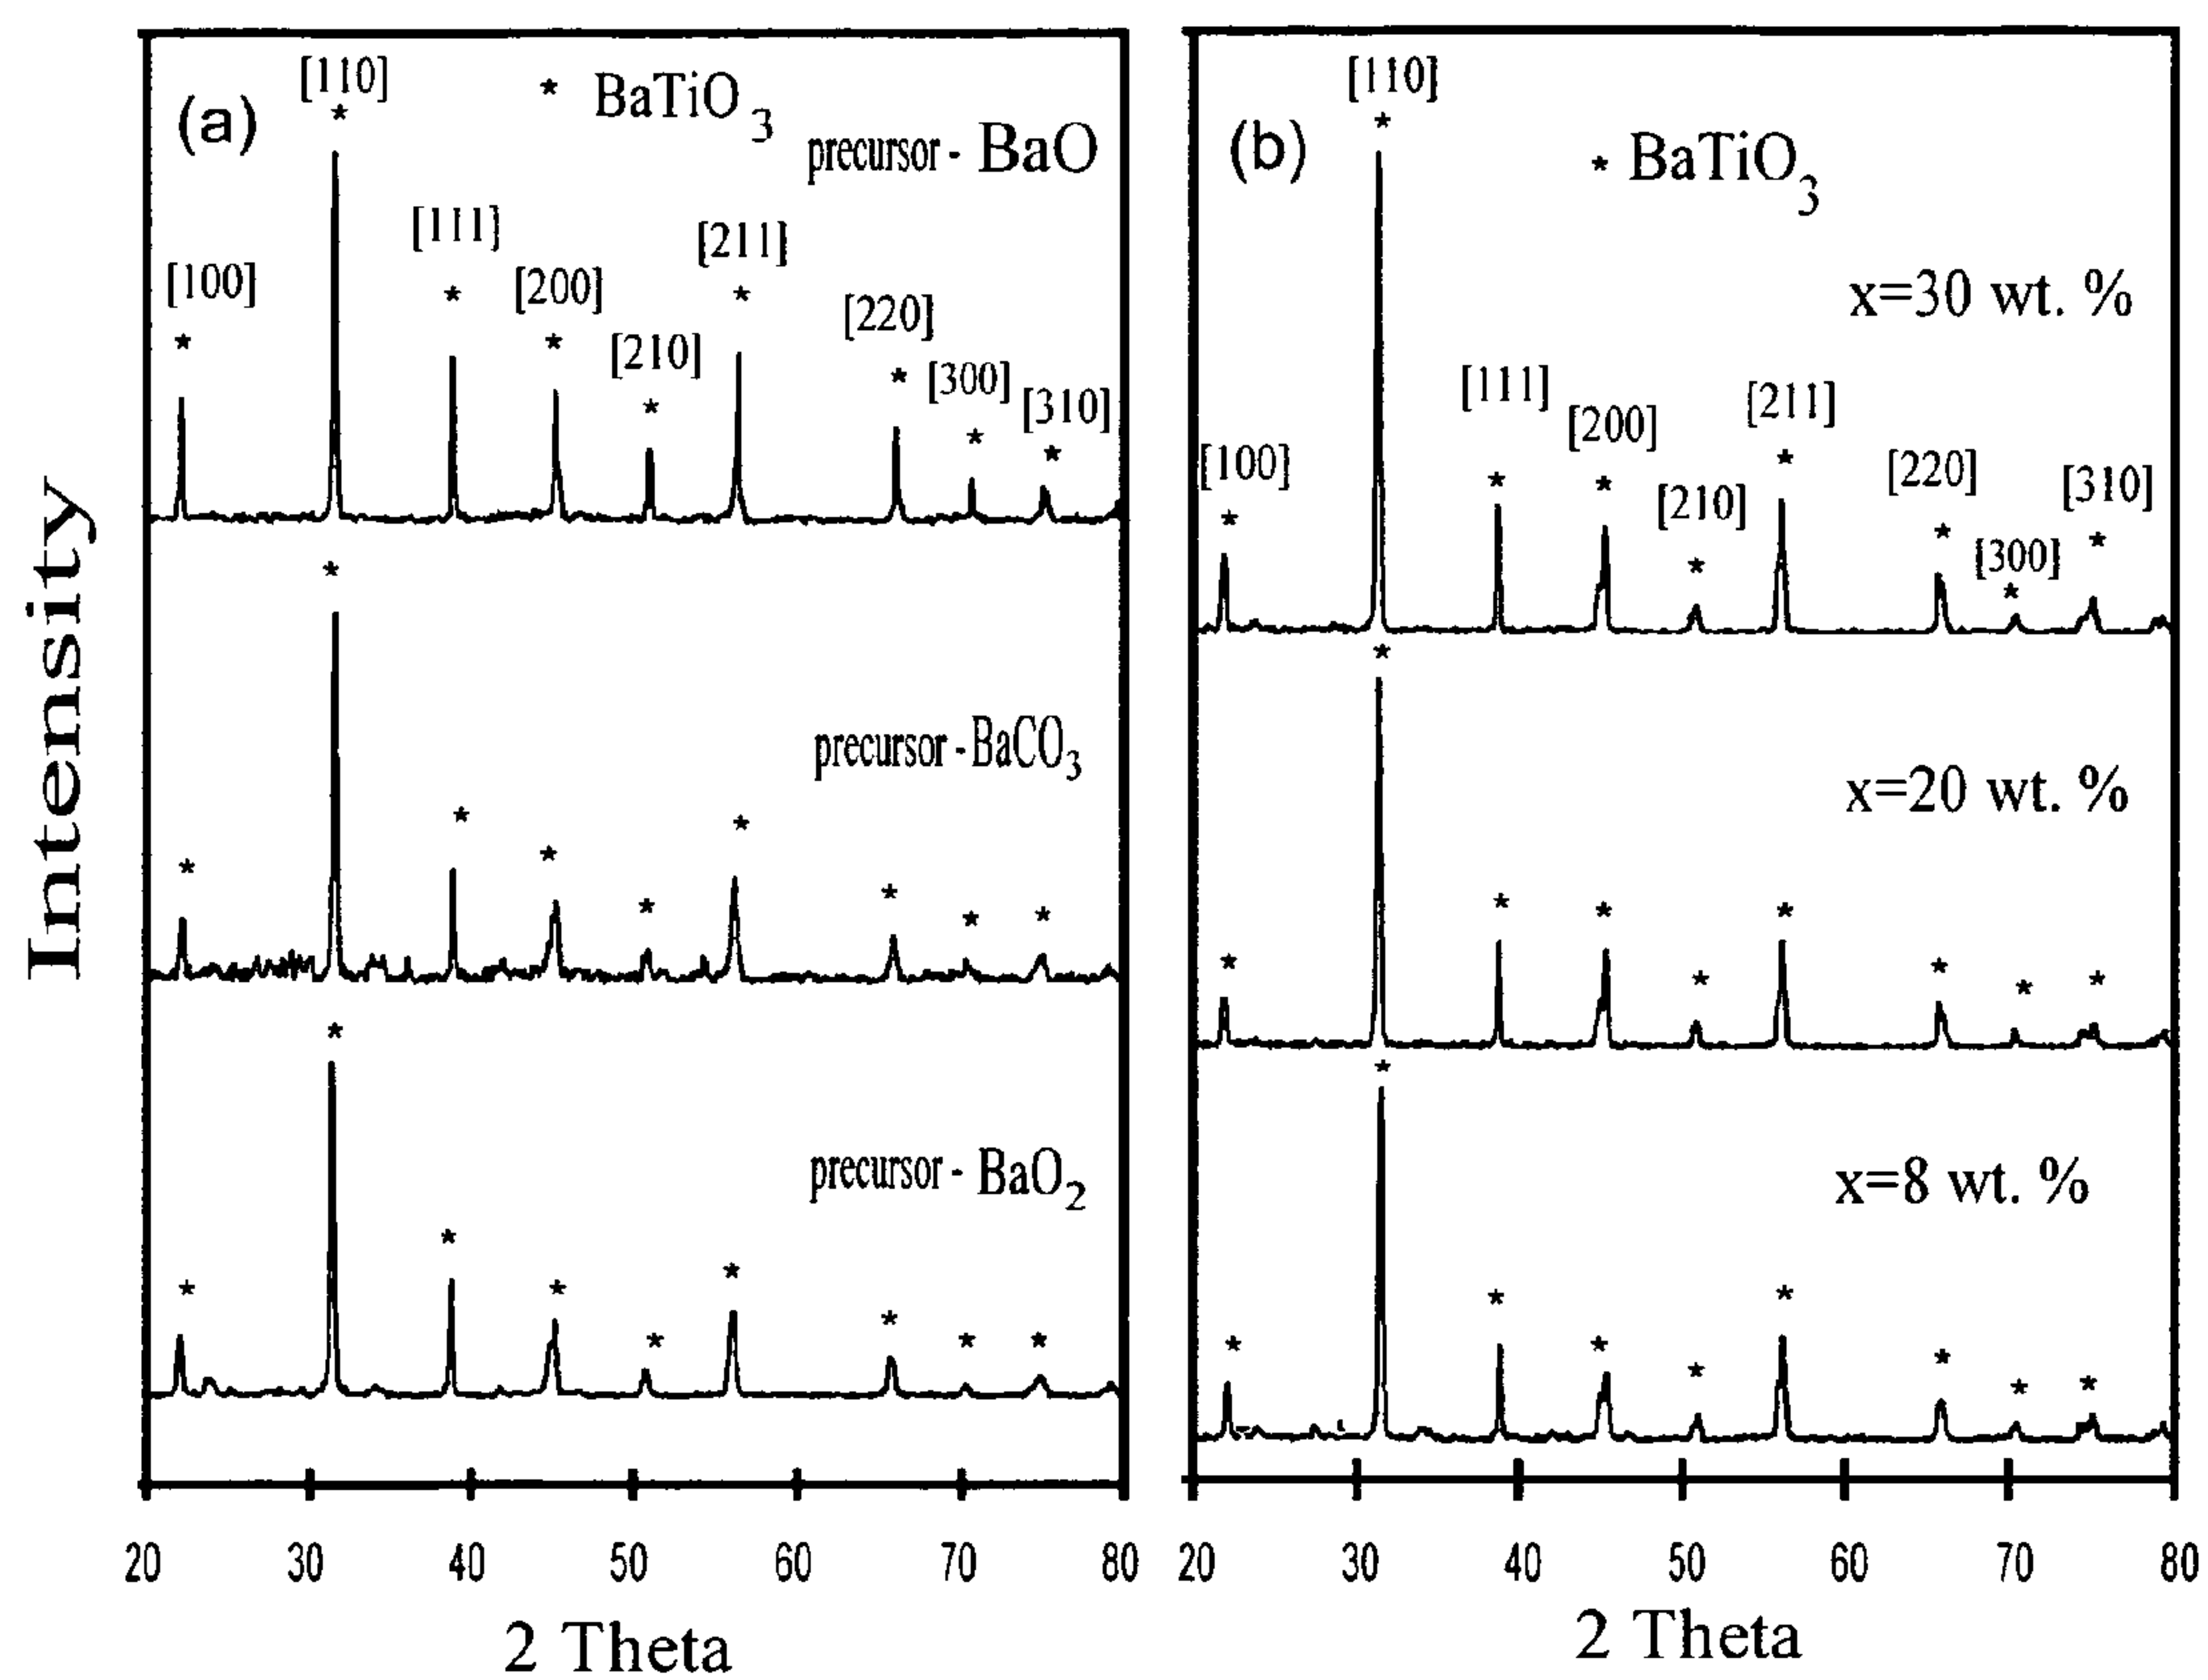 Intensity
(a)
[110]
* BaTiO3
precursor - BaO
[100]
*
*
[111]
*
[200]
*
[210]
*
[211]
*
[220]
*
[300]
*
[310]
*
precursor - BaCO3
* * * * * * * * *
precursor - BaO2
* * * * * * * * *
20 30 40 50 60 70 80
2 Theta
(b)
[110]
*
* BaTiO3
x=30 wt. %
[100]
*
[111]
*
[200]
*
[210]
*
[211]
*
[220]
*
[300]
*
[310]
*
x=20 wt. %
* * * * * * * * *
x=8 wt. %
* * * * * * * * *
20 30 40 50 60 70 80
2 Theta